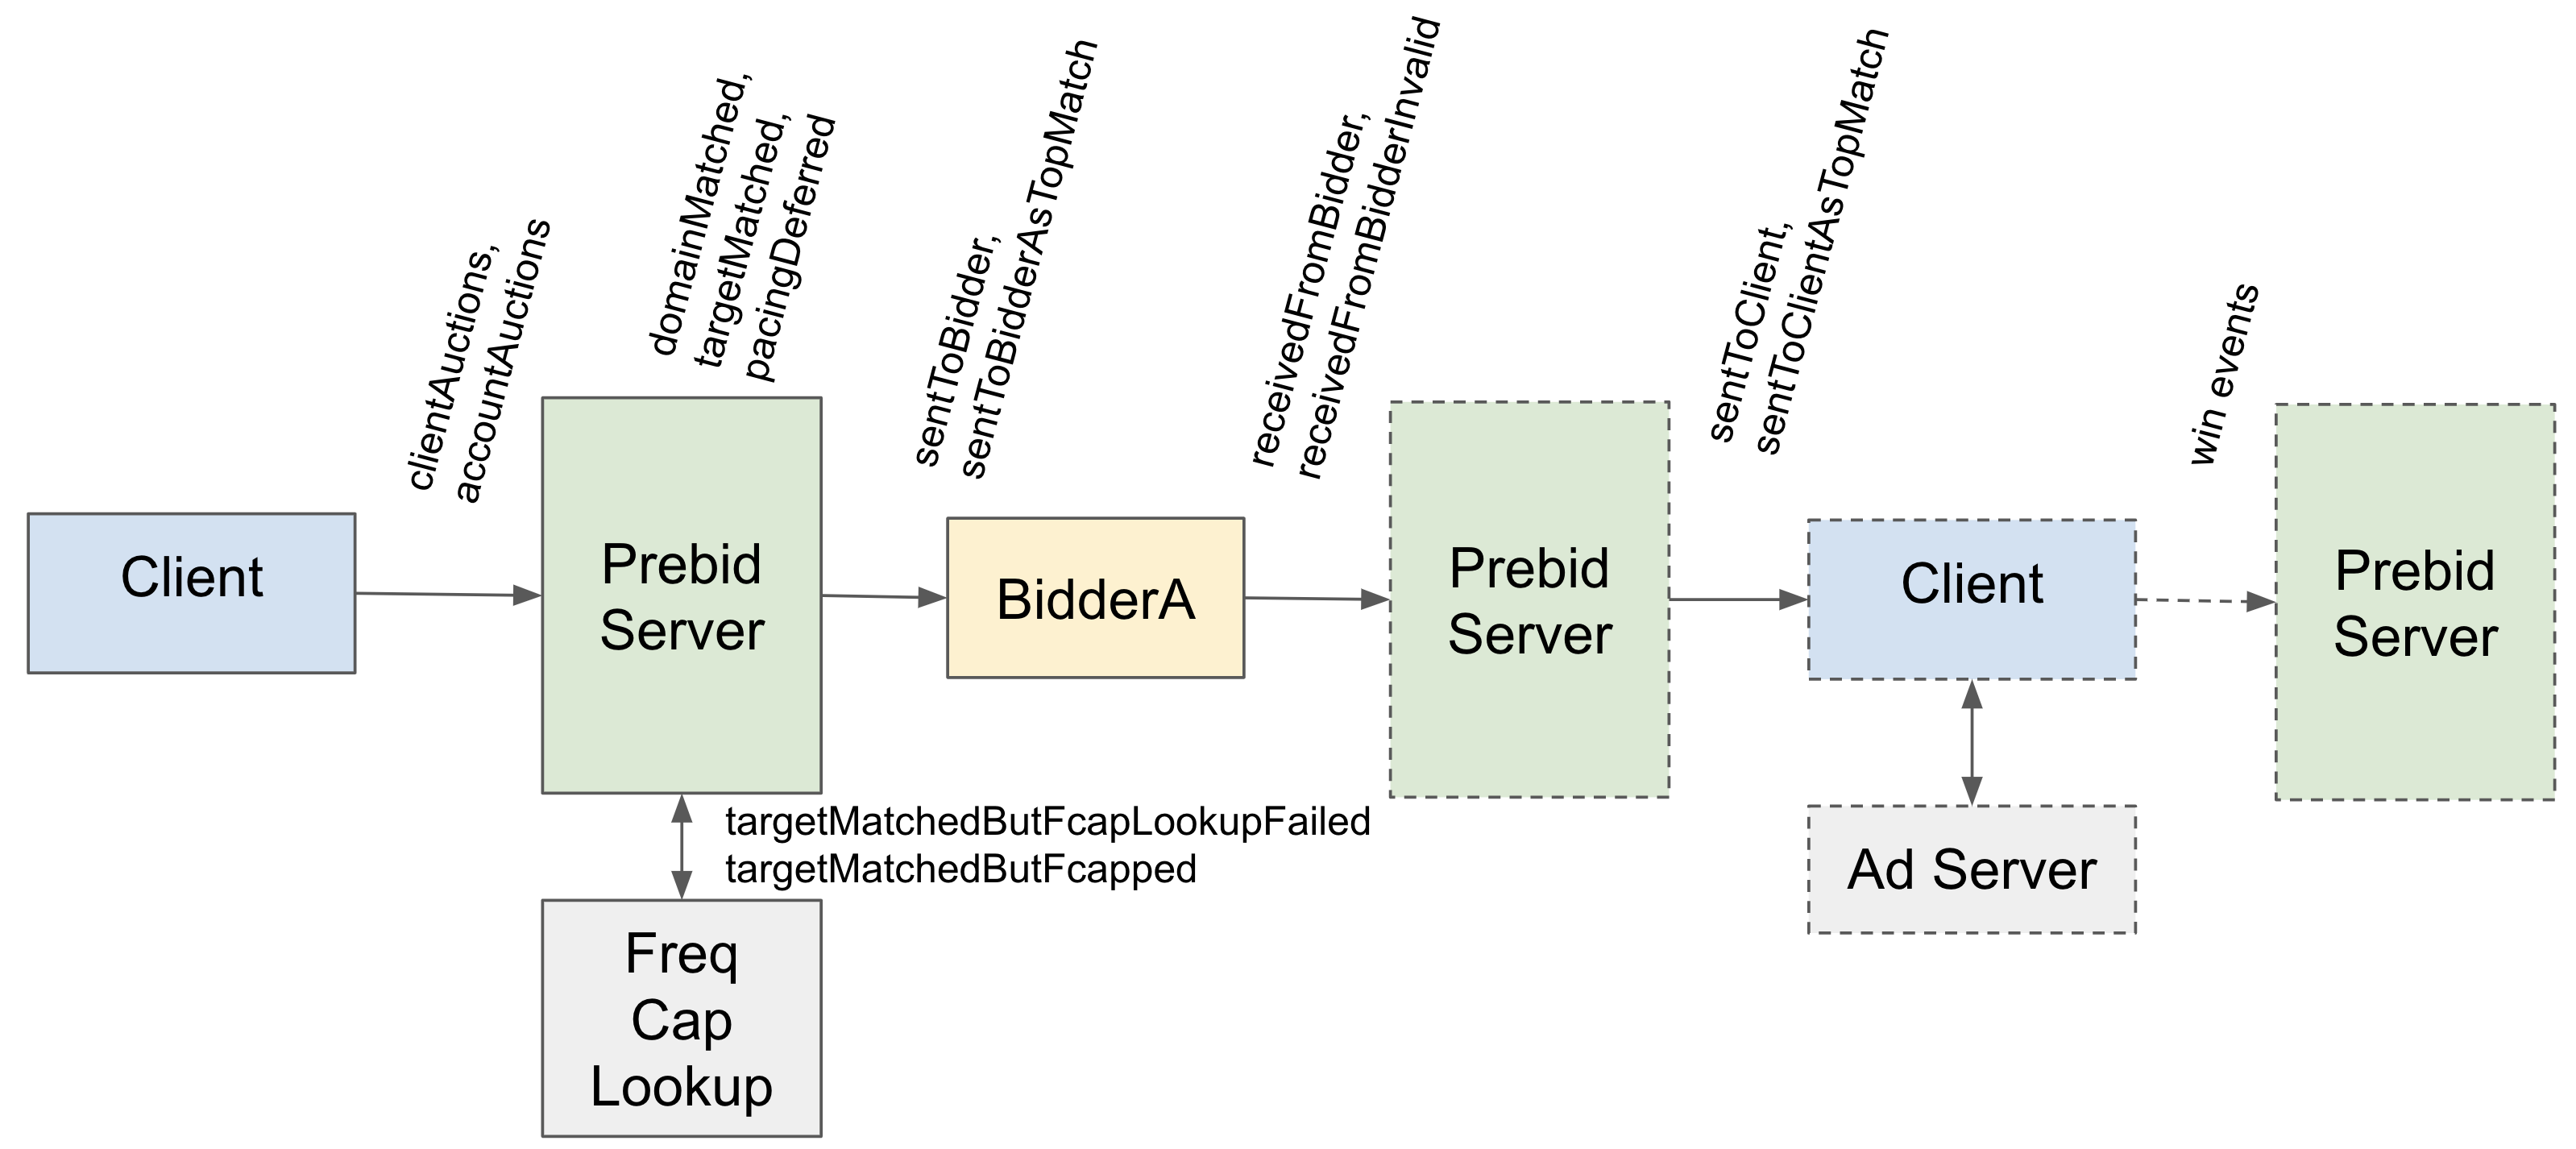 clientAuctions,
accountAuctions
domainMatched,
targetMatched,
pacingDeferred
sentToBidder,
sentToBidderAsTopMatch
receivedFromBidder,
receivedFromBidderInvalid
sentToClient,
sentToClientAsTopMatch
win events
Client
Prebid
Server
BidderA
Prebid
Server
Client
Prebid
Server
targetMatchedButFcapLookupFailed
targetMatchedButFcapped
Ad Server
Freq
Cap
Lookup